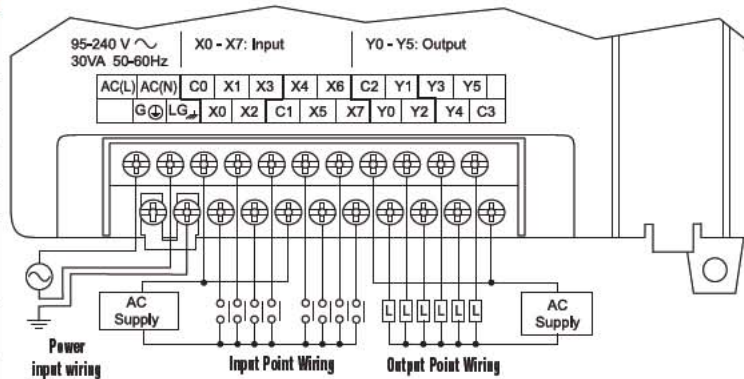 95-240 V
30VA 50-60Hz
X0 - X7: Input
Y0 - Y5: Output
AC(L) AC(N) C0 X1 X3 X4 X6 C2 Y1 Y3 Y5
G LG X0 X2 C1 X5 X7 Y0 Y2 Y4 C3
AC
Supply
L L L L L L
AC
Supply
Power
input wiring
Input Point Wiring
Output Point Wiring